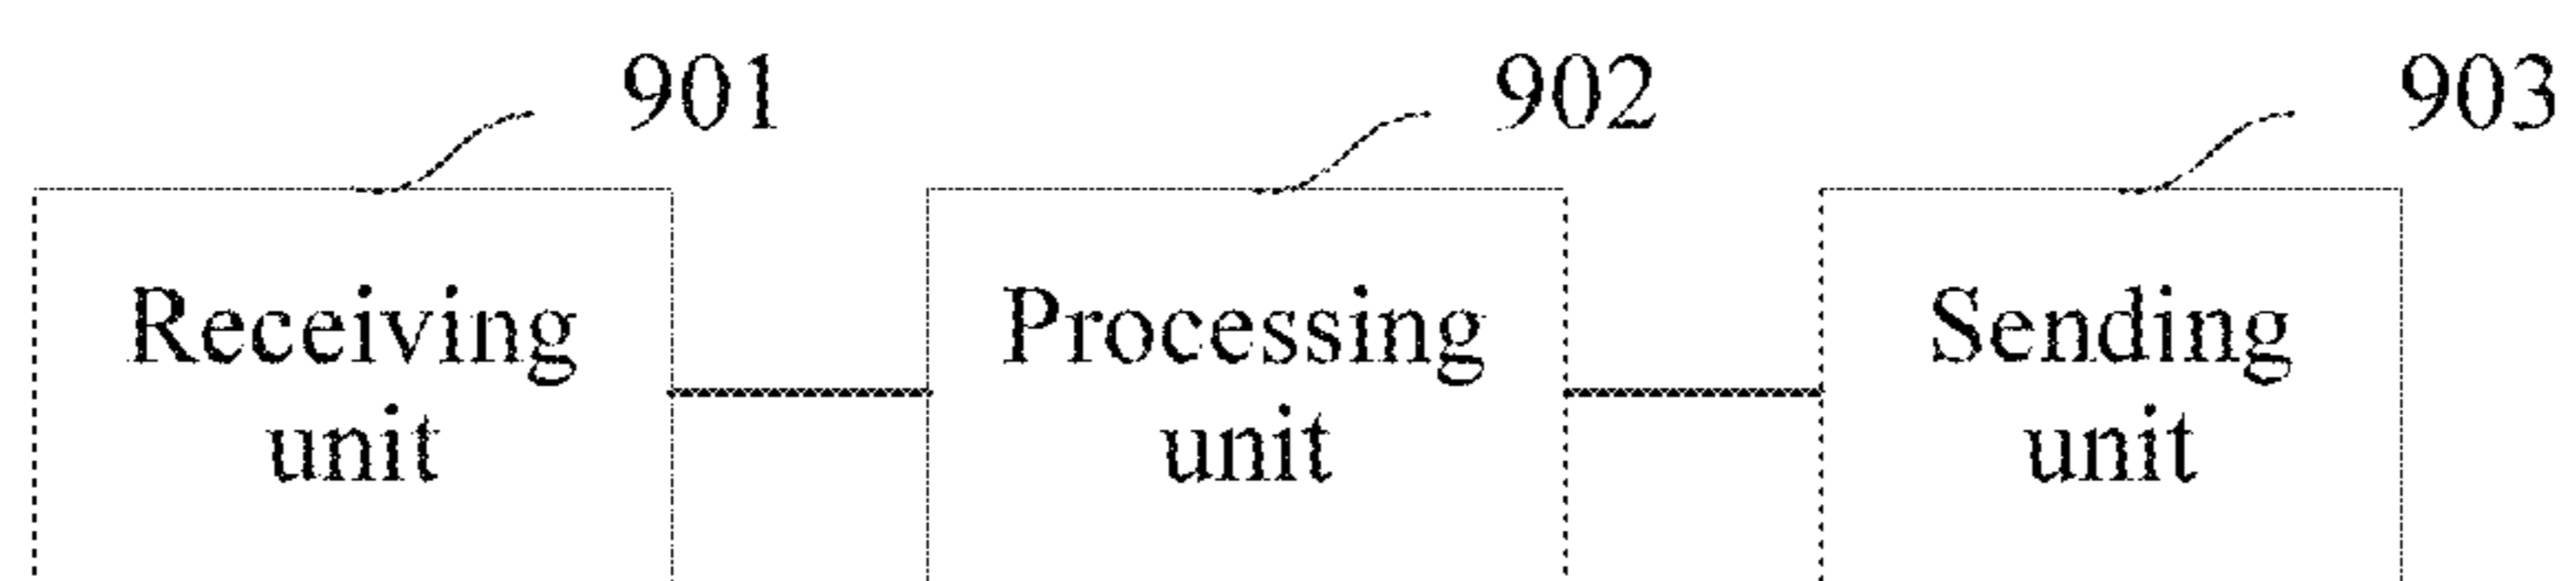 901 902 903
Receiving Processing Sending
unit unit unit